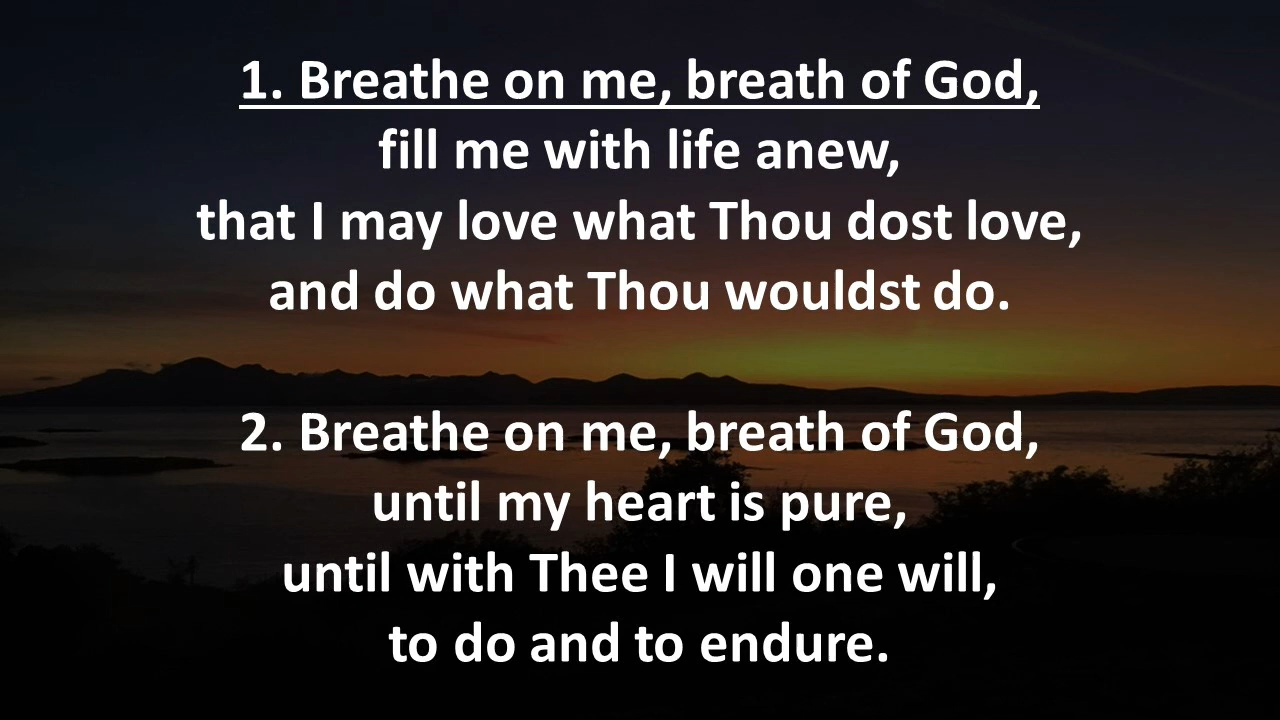 1. Breathe on me, breath of God,
fill me with life anew,
that I may love what Thou dost love,
and do what Thou wouldst do.
2. Breathe on me, breath of God,
until my heart is pure,
until with Thee I will one will,
to do and to endure.